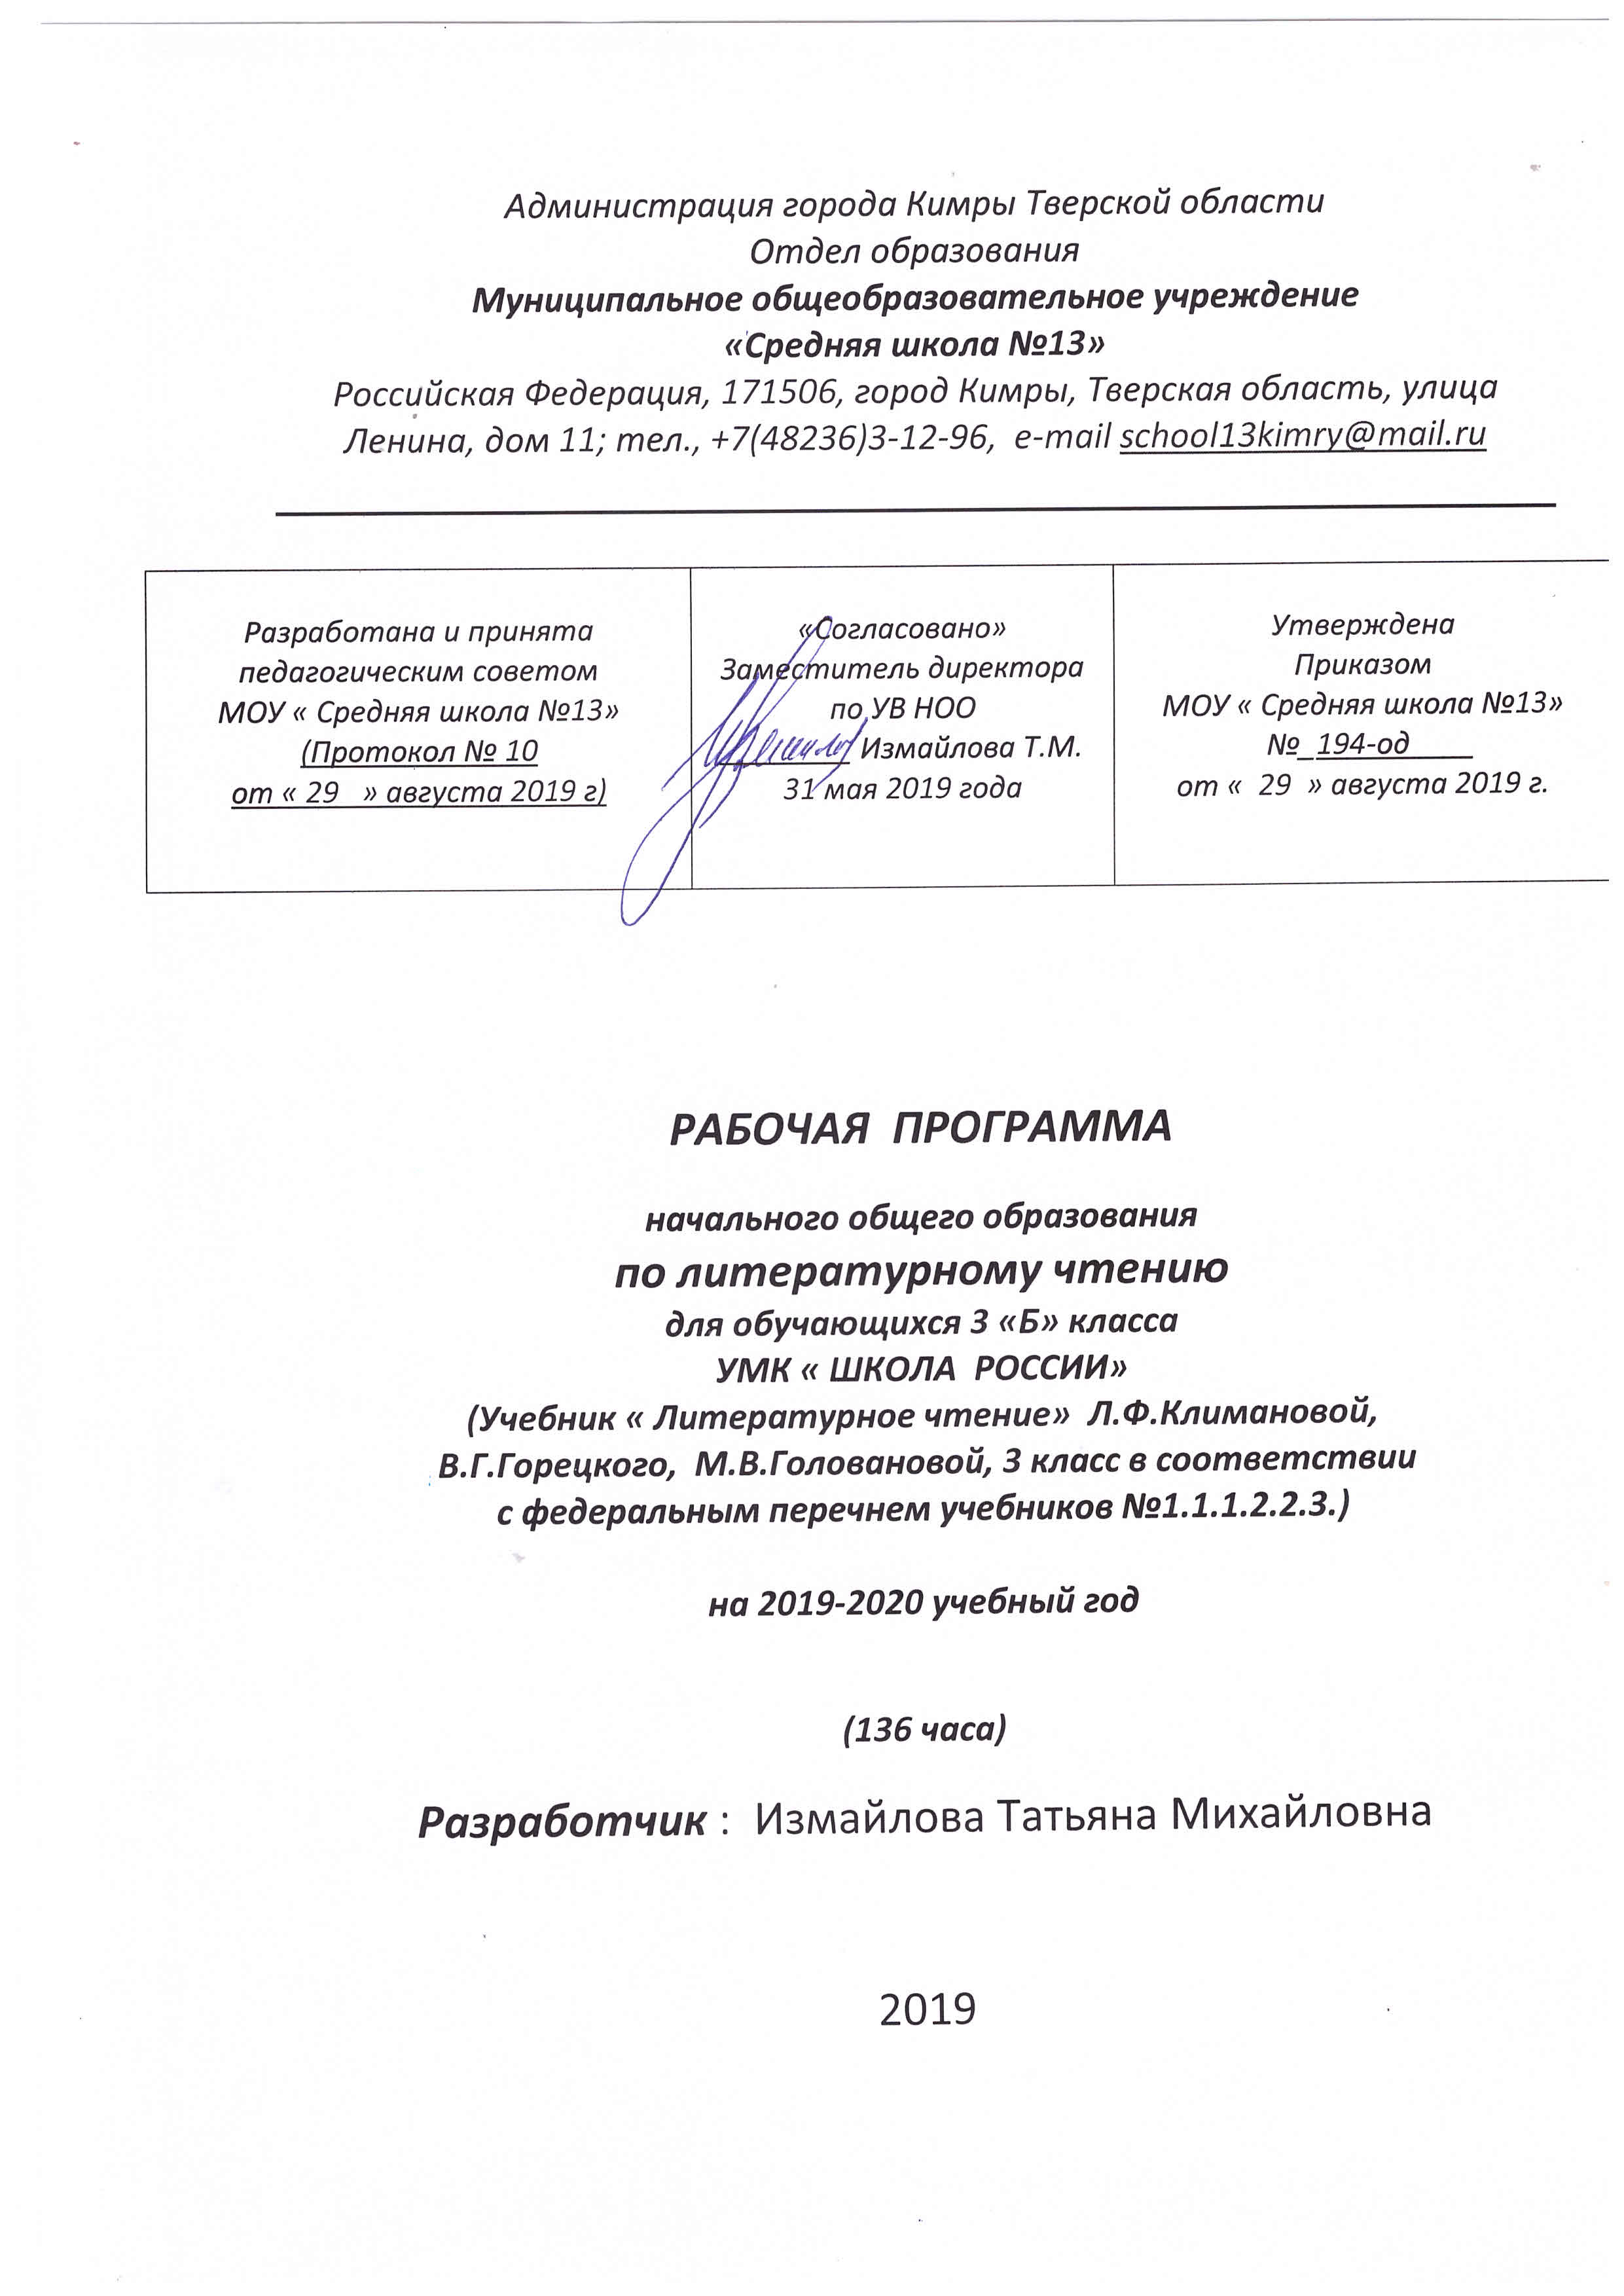 Администрация города Кимры Тверской области
Отдел образования
Муниципальное общеобразовательное учреждение
«Средняя школа №13»
Российская Федерация, 171506, город Кимры, Тверская область, улица
Ленина, дом 11; тел., +7(48236)3-12-96, e-mail school13kimry@mail.ru
Разработана и принята
педагогическим советом
МОУ « Средняя школа №13»
(Протокол № 10
от « 29 » августа 2019 г)
«Согласовано»
Заместитель директора
по УВ НОО
Измайлова Т.М.
31 мая 2019 года
Утверждена
Приказом
МОУ « Средняя школа №13»
№_194-од____
от « 29 » августа 2019 г.
РАБОЧАЯ ПРОГРАММА
начального общего образования
по литературному чтению
для обучающихся 3 «Б» класса
УМК « ШКОЛА РОССИИ»
(Учебник « Литературное чтение» Л.Ф.Климановой,
В.Г.Горецкого, М.В.Головановой, 3 класс в соответствии
с федеральным перечнем учебников №1.1.1.2.2.3.)
на 2019-2020 учебный год
(136 часа)
Разработчик : Измайлова Татьяна Михайловна
2019